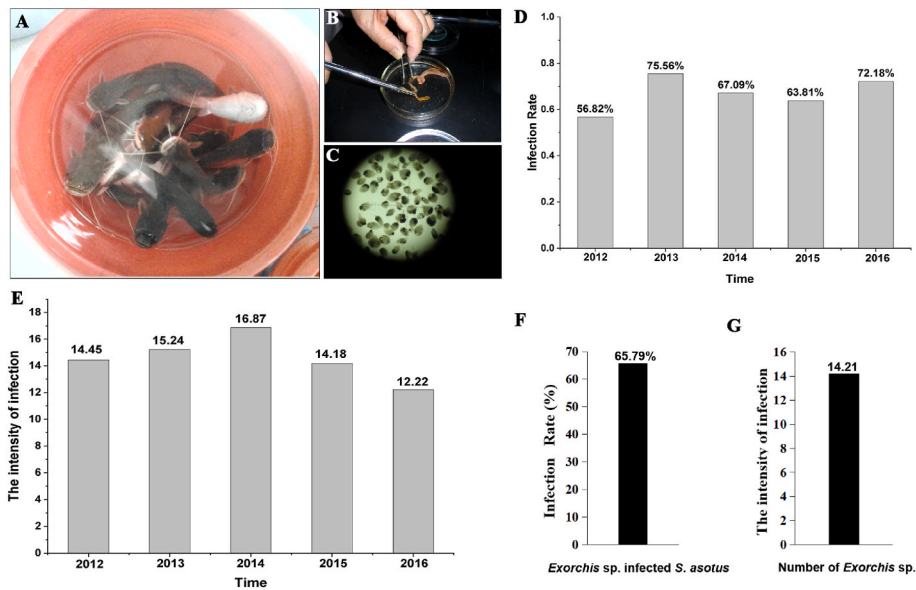 A
B
C
D
Infection Rate
1.0
0.8
0.6
0.4
0.2
0.0
56.82%
75.56%
67.09%
63.81%
72.18%
2012 2013 2014 2015 2016
Time
E
The intensity of infection
18
16
14
12
10
8
6
4
2
0
14.45
15.24
16.87
14.18
12.22
2012 2013 2014 2015 2016
Time
F
Infection Rate (%)
70
60
50
40
30
20
10
0
65.79%
Exorchis sp. infected S. asotus
G
The intensity of infection
16
14
12
10
8
6
4
2
0
14.21
Number of Exorchis sp.